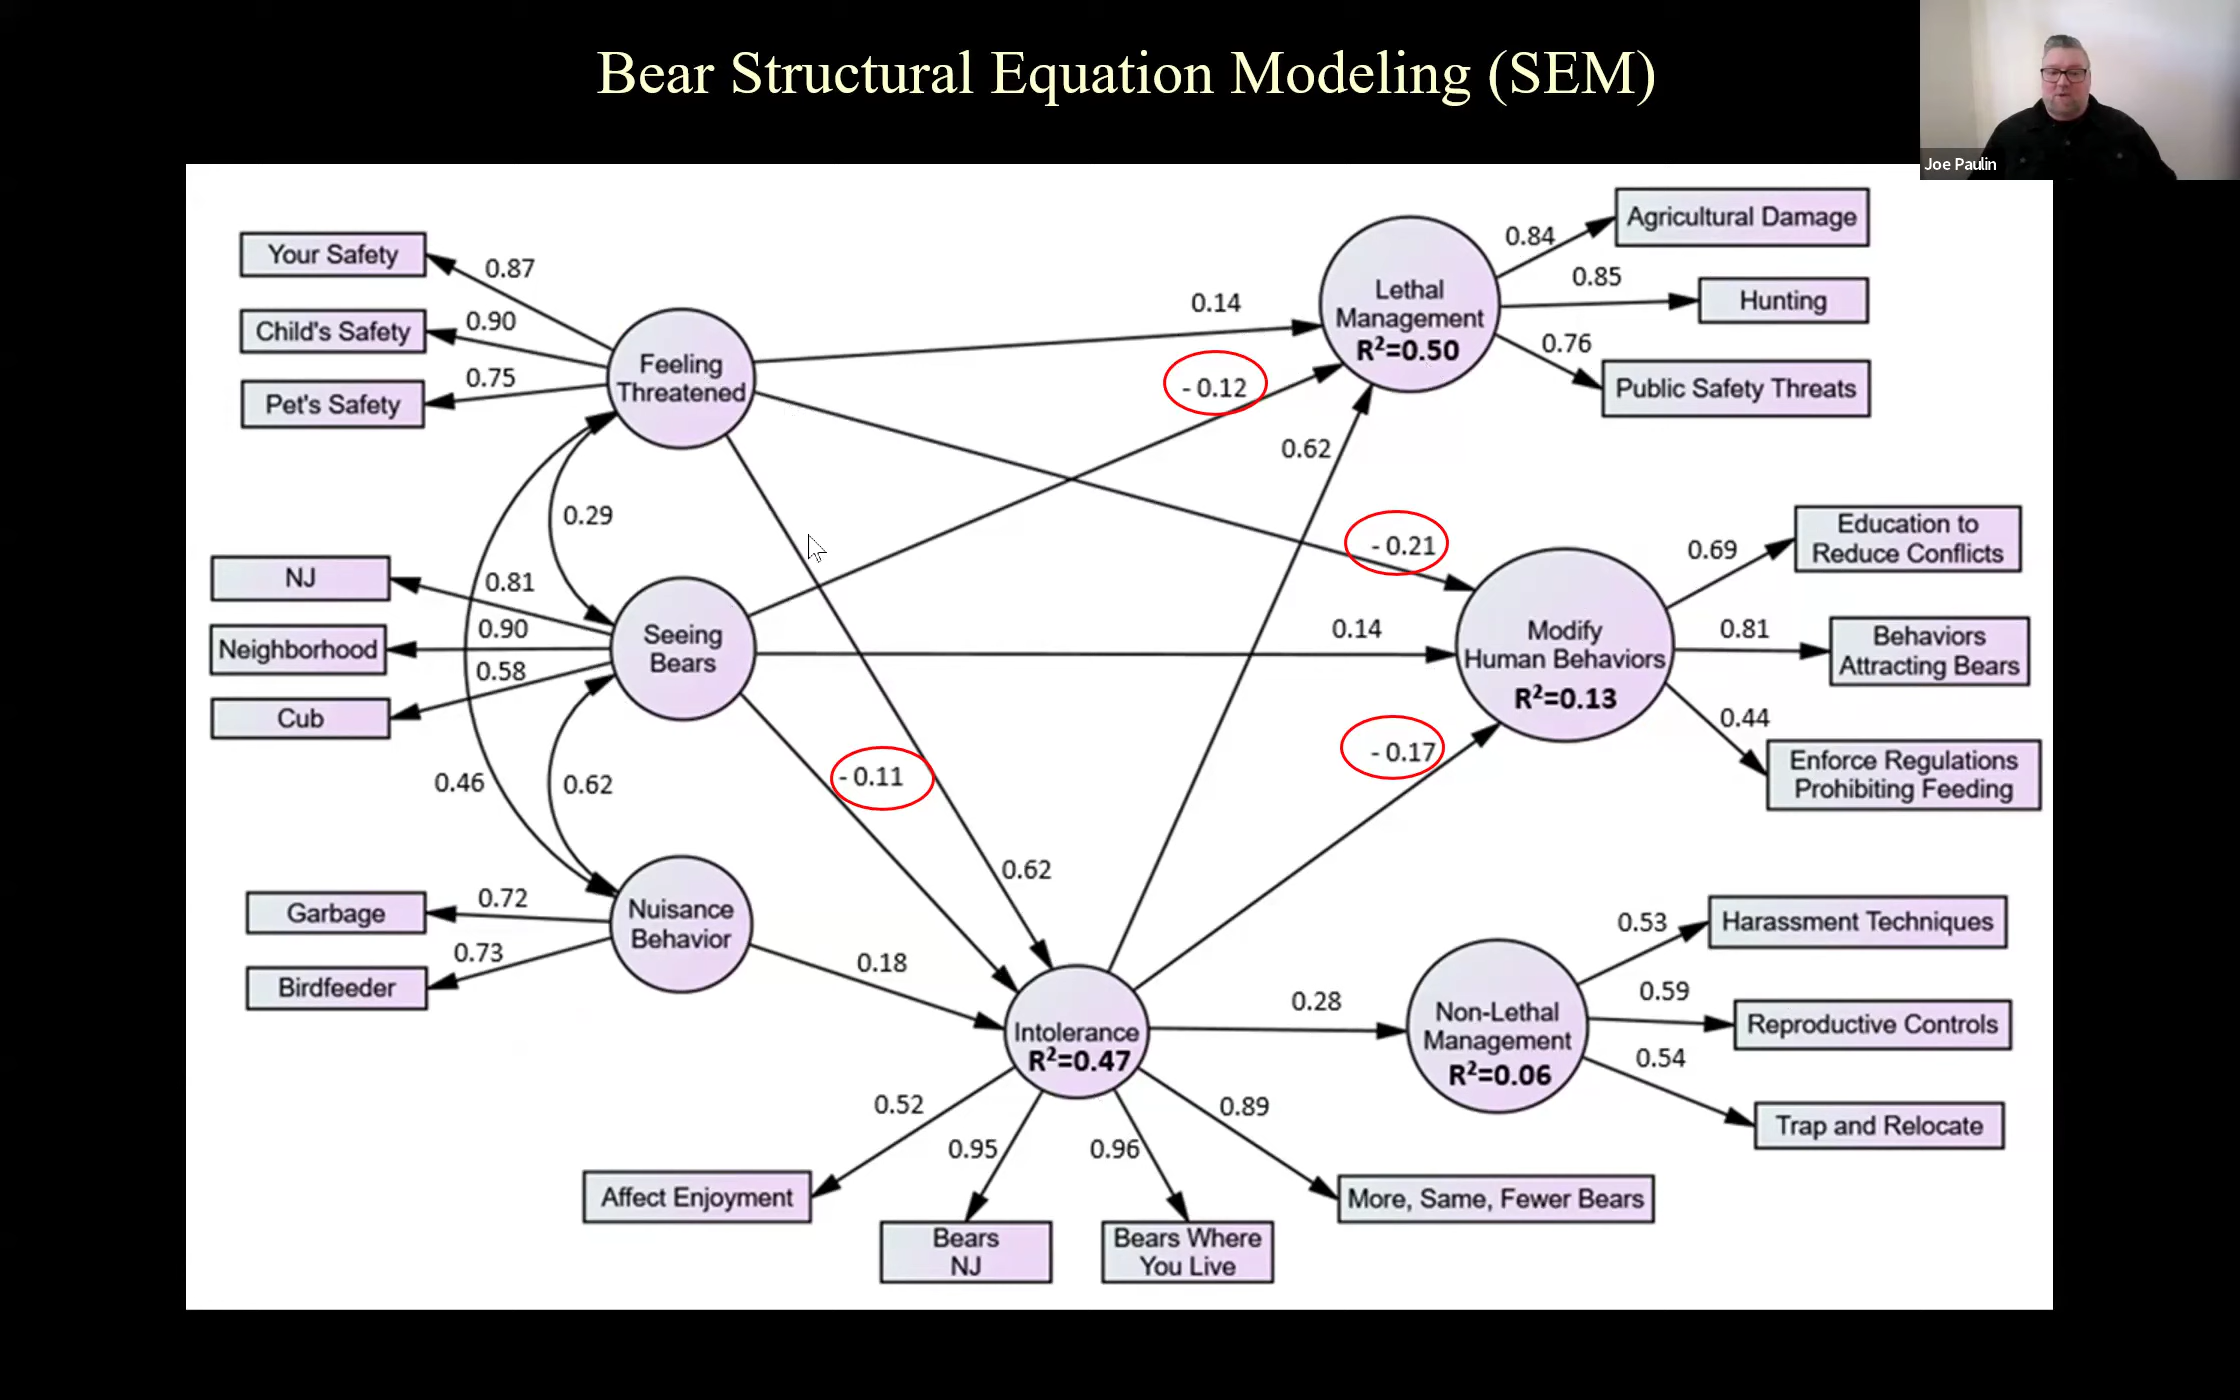 Bear Structural Equation Modeling (SEM)
Joe Paulin
Your Safety
Child's Safety
Pet's Safety
0.87
0.90
0.75
Feeling
Threatened
0.14
- 0.12
0.62
Lethal
Management
R²=0.50
0.84
0.85
0.76
Agricultural Damage
Hunting
Public Safety Threats
0.29
NJ
Neighborhood
Cub
0.81
0.90
0.58
Seeing
Bears
- 0.21
0.14
- 0.17
Modify
Human Behaviors
R²=0.13
0.69
0.81
0.44
Education to
Reduce Conflicts
Behaviors
Attracting Bears
Enforce Regulations
Prohibiting Feeding
0.46
0.62
- 0.11
0.62
Garbage
Birdfeeder
0.72
0.73
Nuisance
Behavior
0.18
Intolerance
R²=0.47
0.28
Non-Lethal
Management
R²=0.06
0.53
0.59
0.54
Harassment Techniques
Reproductive Controls
Trap and Relocate
0.52
0.95
0.96
0.89
Affect Enjoyment
Bears
NJ
Bears Where
You Live
More, Same, Fewer Bears